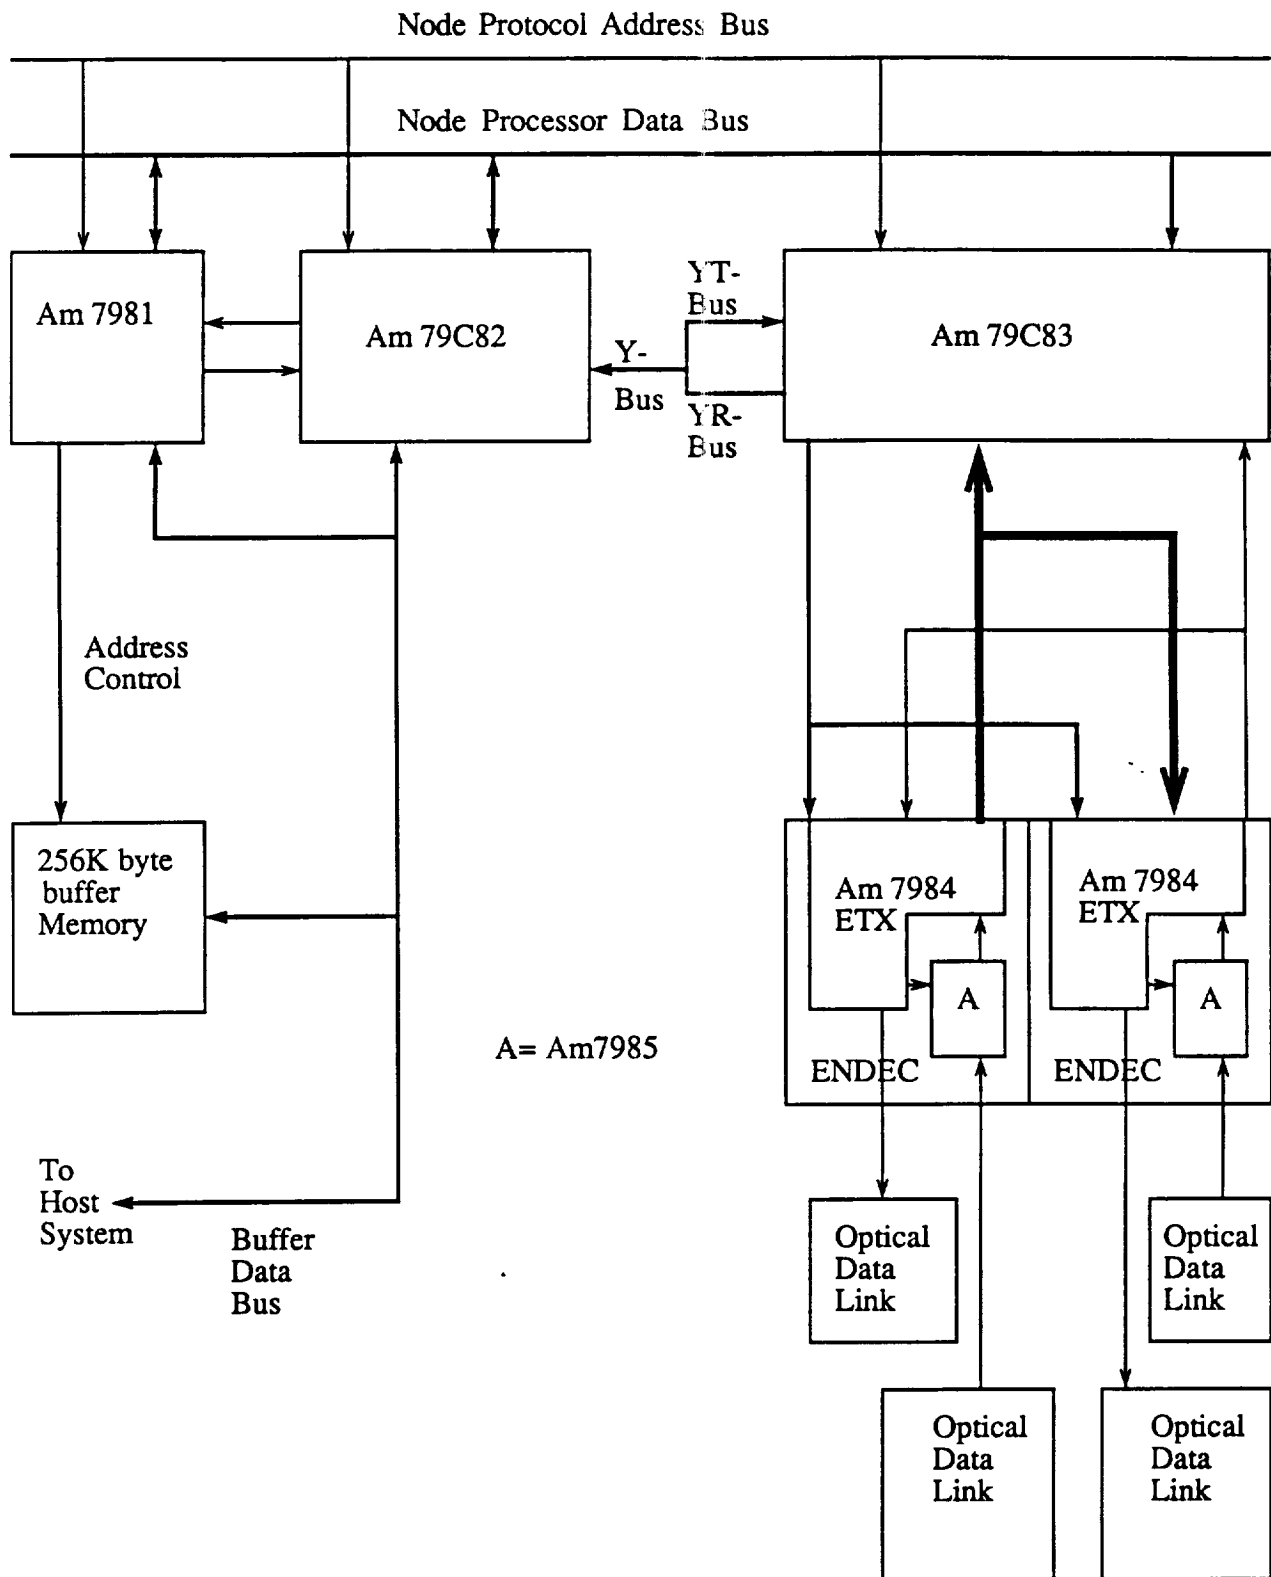 Node Protocol Address Bus
Node Processor Data Bus
Am 7981
Am 79C82
Y-
Bus
YT-
Bus
YR-
Bus
Am 79C83
Address
Control
256K byte
buffer
Memory
A= Am7985
Am 7984
ETX
A
ENDEC
Am 7984
ETX
A
ENDEC
To
Host
System
Buffer
Data
Bus
Optical
Data
Link
Optical
Data
Link
Optical
Data
Link
Optical
Data
Link